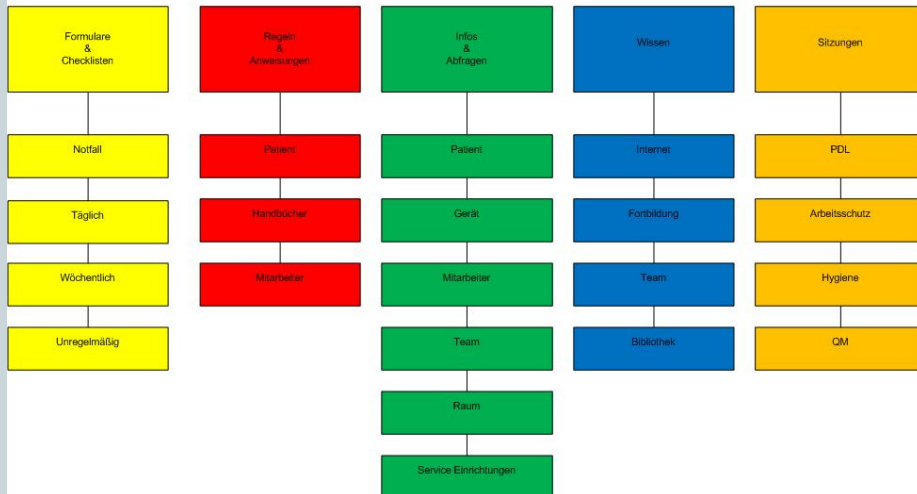 Formulare
&
Checklisten
Notfall
Täglich
Wöchentlich
Unregelmäßig
Regeln
&
Anweisungen
Patient
Handbücher
Mitarbeiter
Infos
&
Abfragen
Patient
Gerät
Mitarbeiter
Team
Raum
Service Einrichtungen
Wissen
Internet
Fortbildung
Team
Bibliothek
Sitzungen
PDL
Arbeitsschutz
Hygiene
QM